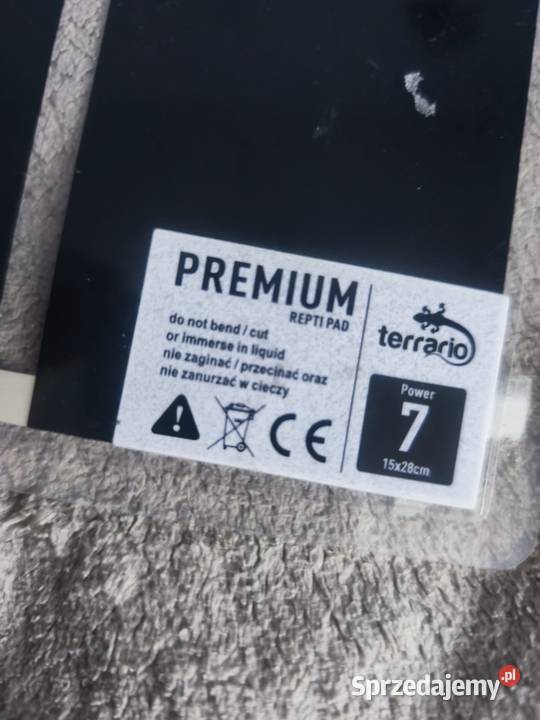 PREMIUM
REPTI PAD
do not bend / cut
or immerse in liquid
nie zaginać / przecinać oraz
nie zanurzać w cieczy
CE
terrario
Power
7
15x28cm
Sprzedajemy.pl